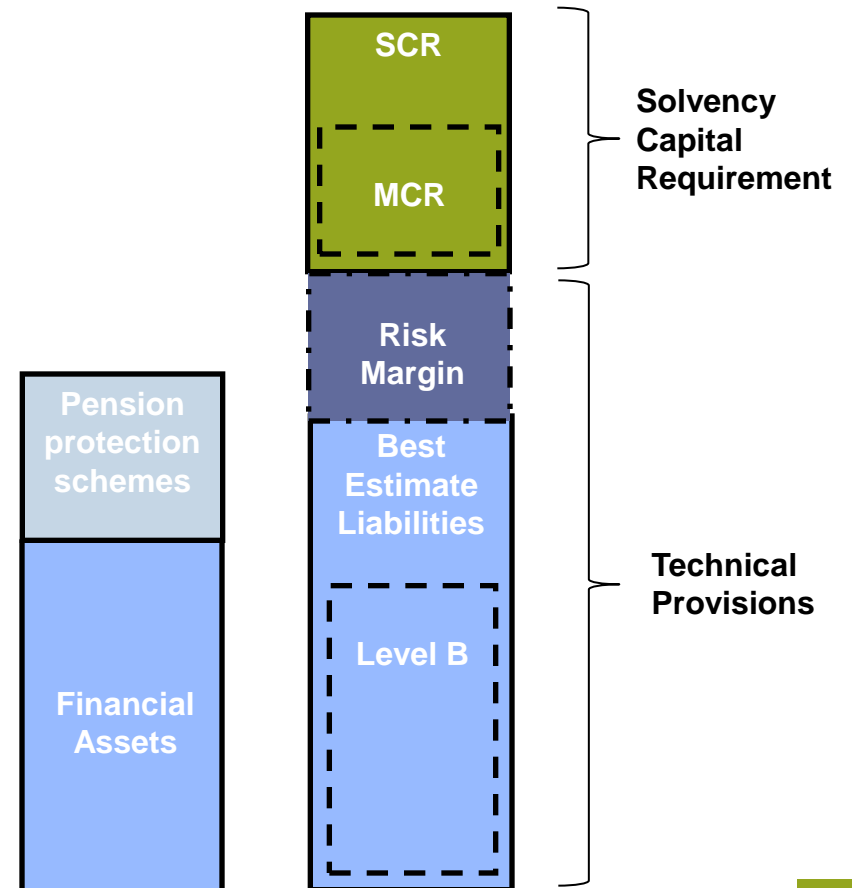 SCR
MCR
Solvency
Capital
Requirement
Risk
Margin
Pension
protection
schemes
Best
Estimate
Liabilities
Technical
Provisions
Level B
Financial
Assets